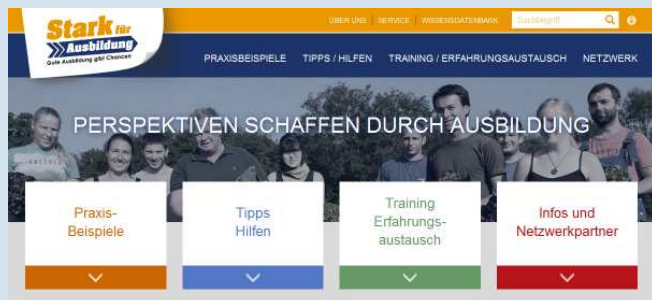 Stark für
Ausbildung
Gute Ausbildung gibt Chancen
ÜBER UNS SERVICE WISSENSDATENBANK Suchbegriff
PRAXISBEISPIELE TIPPS / HILFEN TRAINING / ERFAHRUNGSAUSTAUSCH NETZWERK
PERSPEKTIVEN SCHAFFEN DURCH AUSBILDUNG
Praxis-
Beispiele
Tipps
Hilfen
Training
Erfahrungs-
austausch
Infos und
Netzwerkpartner